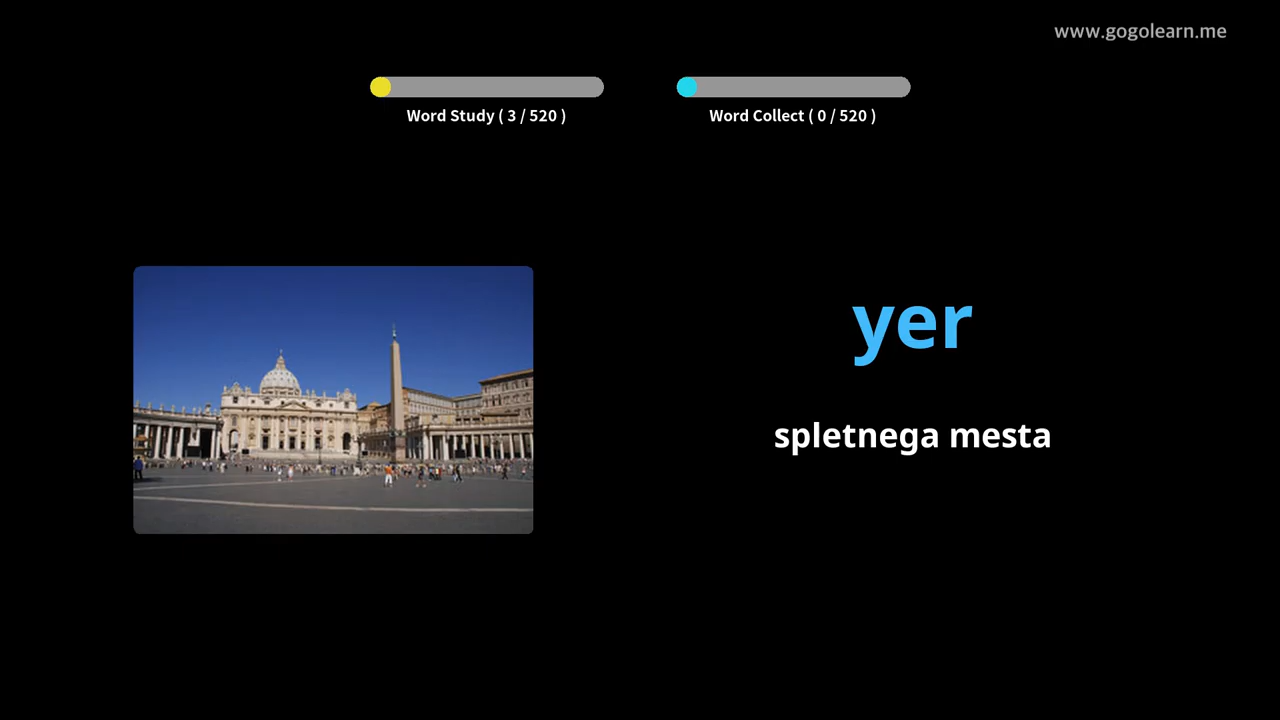 www.gogolearn.me
Word Study ( 3 / 520 )
Word Collect ( 0 / 520 )
yer
spletnega mesta